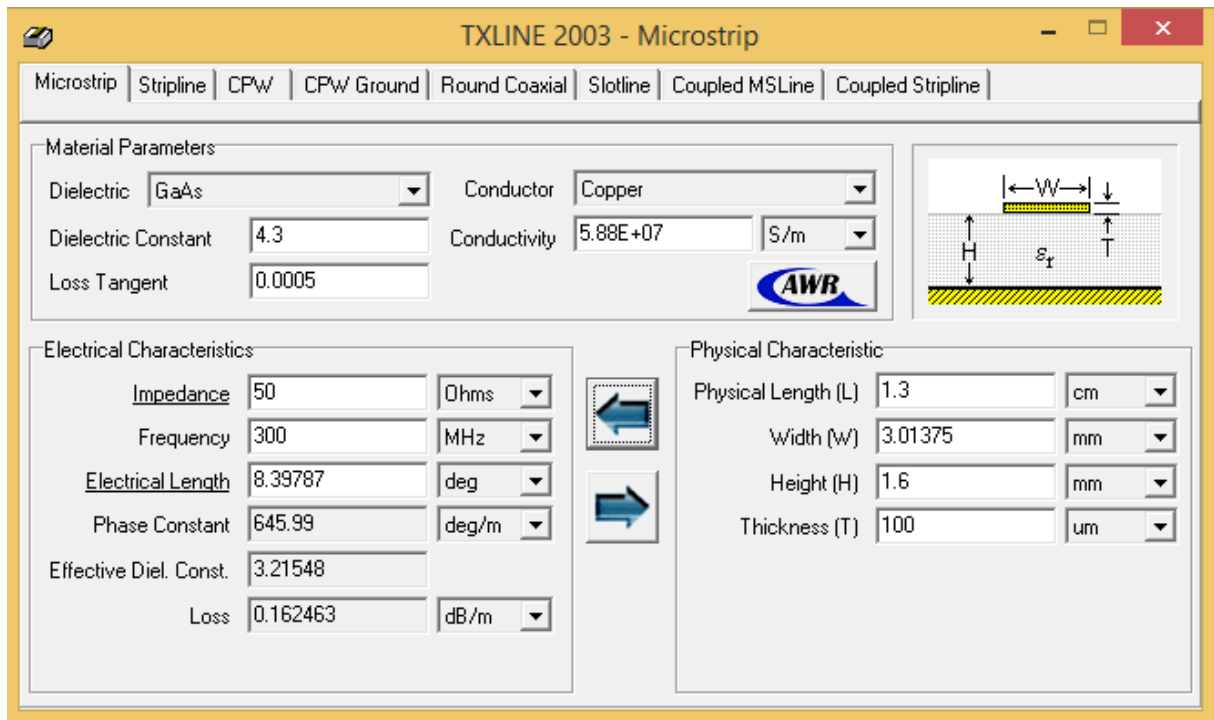 TXLINE 2003 - Microstrip
Microstrip Stripline CPW CPW Ground Round Coaxial Slotline Coupled MSLine Coupled Stripline
Material Parameters
Dielectric GaAs Conductor Copper
Dielectric Constant 4.3 Conductivity 5.88E+07 S/m
Loss Tangent 0.0005 AWR
W
H
εr
T
Electrical Characteristics
Impedance 50 Ohms
Frequency 300 MHz
Electrical Length 8.39787 deg
Phase Constant 645.99 deg/m
Effective Diel. Const. 3.21548
Loss 0.162463 dB/m
Physical Characteristic
Physical Length (L) 1.3 cm
Width (W) 3.01375 mm
Height (H) 1.6 mm
Thickness (T) 100 um